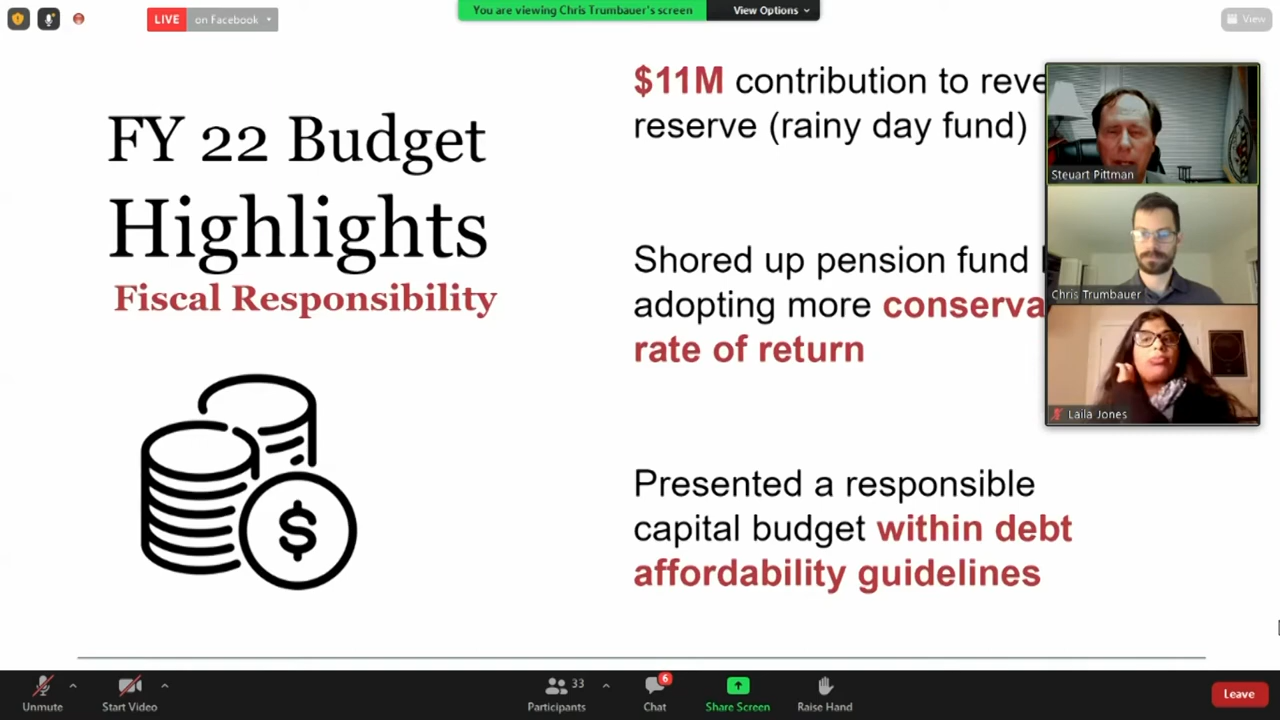 LIVE on Facebook
You are viewing Chris Trumbauer's screen
View Options
View
FY 22 Budget
Highlights
Fiscal Responsibility
$
$11M contribution to reve
reserve (rainy day fund)
Shored up pension fund
adopting more conserva
rate of return
Presented a responsible
capital budget within debt
affordability guidelines
Steuart Pittman
Chris Trumbauer
Laila Jones
Unmute
Start Video
33
Participants
6
Chat
Share Screen
Raise Hand
Leave